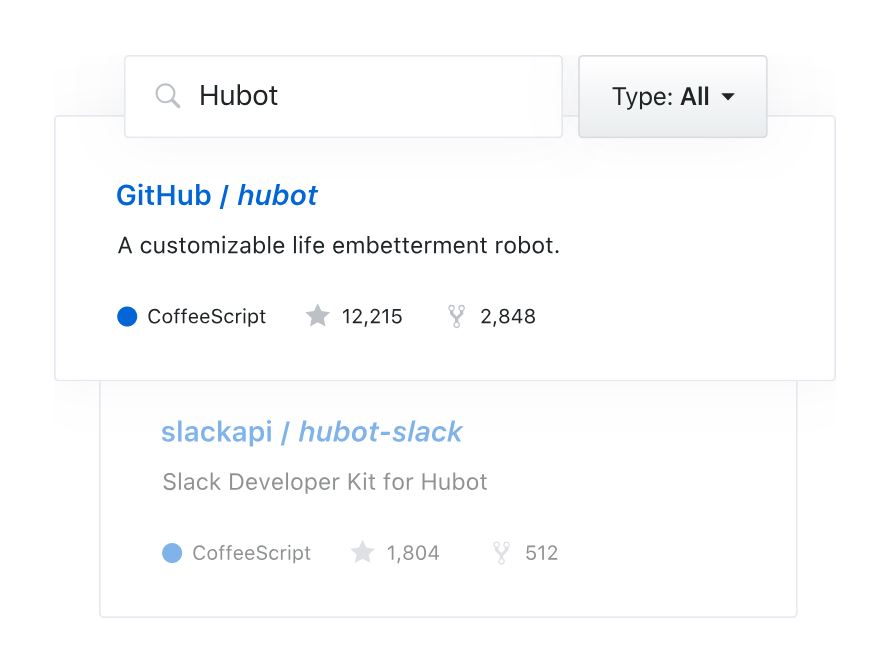 Hubot
Type: All
GitHub / hubot
A customizable life embetterment robot.
CoffeeScript 12,215 2,848
slackapi / hubot-slack
Slack Developer Kit for Hubot
CoffeeScript 1,804 512